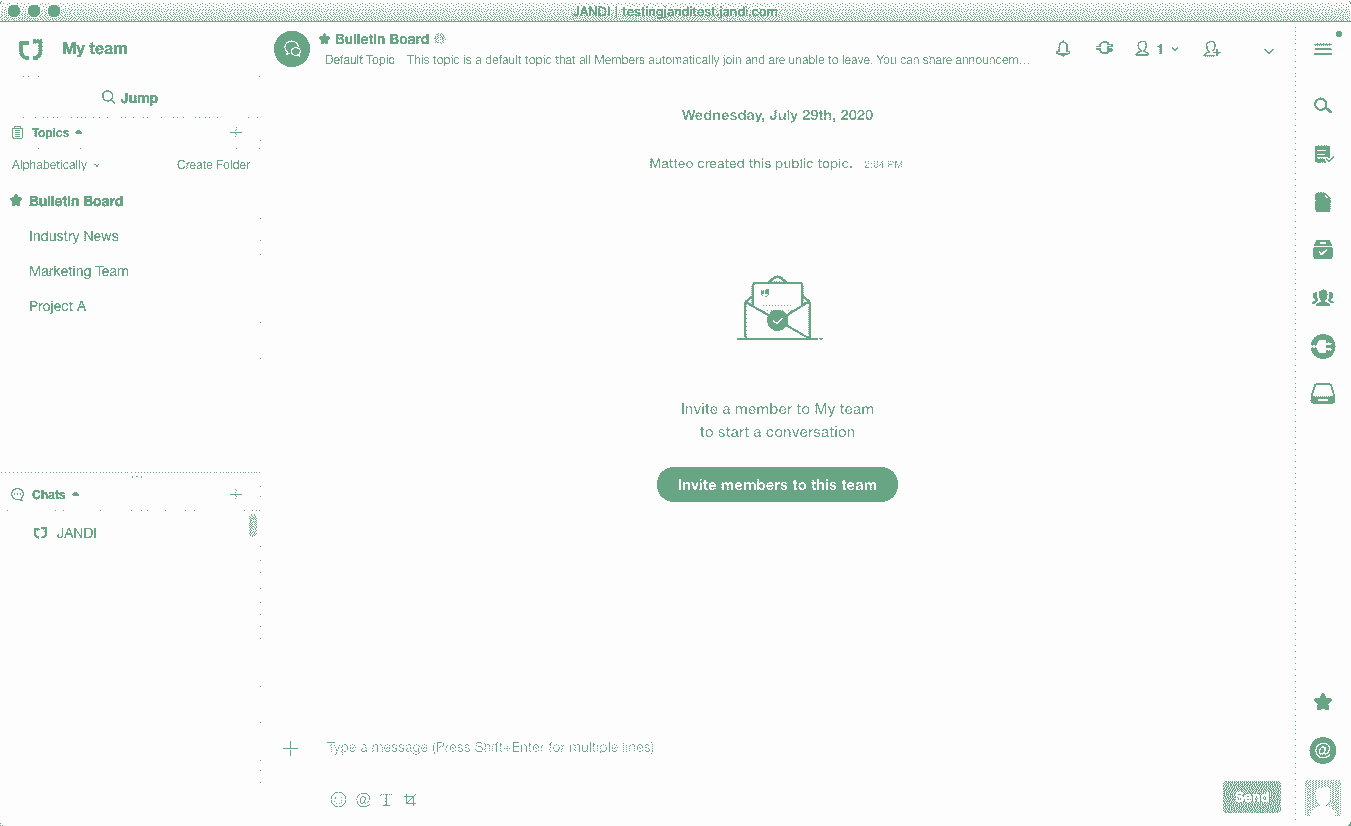 JANDI | testingjanditest.jandi.com
My team
Jump
Topics
Alphabetically
Create Folder
Bulletin Board
Industry News
Marketing Team
Project A
Chats
JANDI
Bulletin Board
Default Topic This topic is a default topic that all Members automatically join and are unable to leave. You can share announcem...
1
Wednesday, July 29th, 2020
Matteo created this public topic. 2:04 PM
Invite a member to My team
to start a conversation
Invite members to this team
Type a message (Press Shift+Enter for multiple lines)
@
T
Send
@